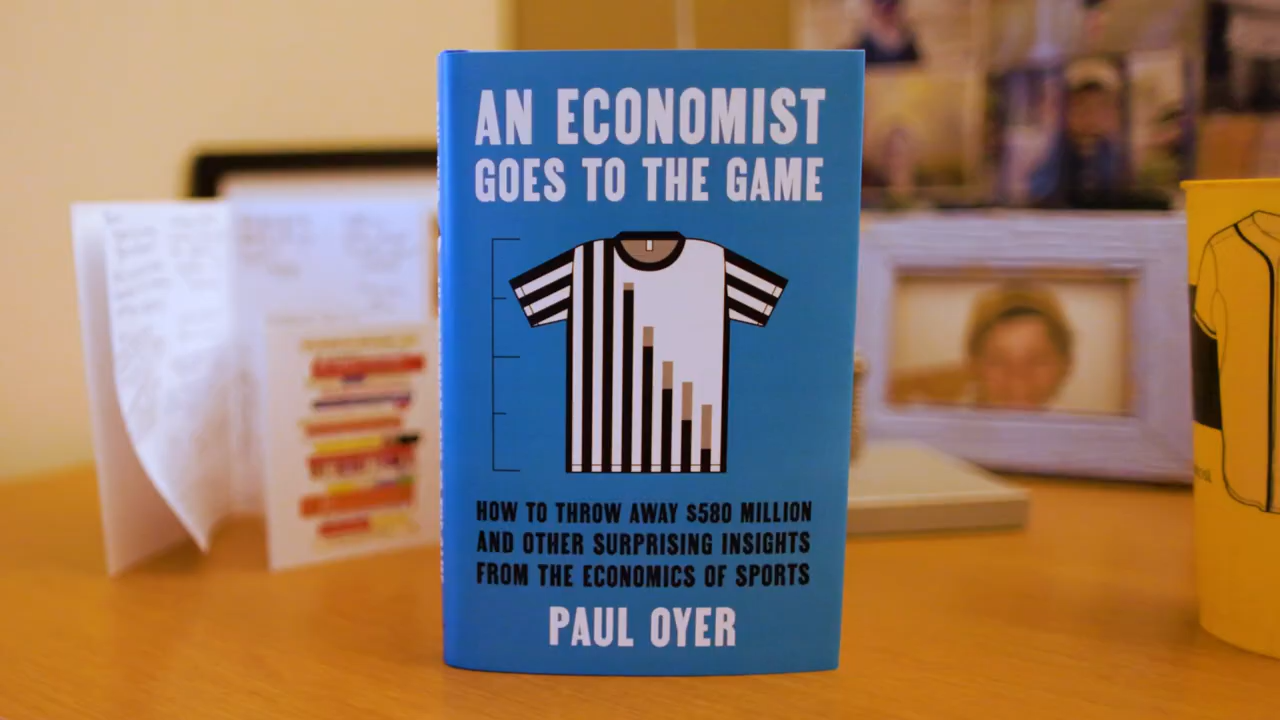 AN ECONOMIST
GOES TO THE GAME
HOW TO THROW AWAY $580 MILLION
AND OTHER SURPRISING INSIGHTS
FROM THE ECONOMICS OF SPORTS
PAUL OYER